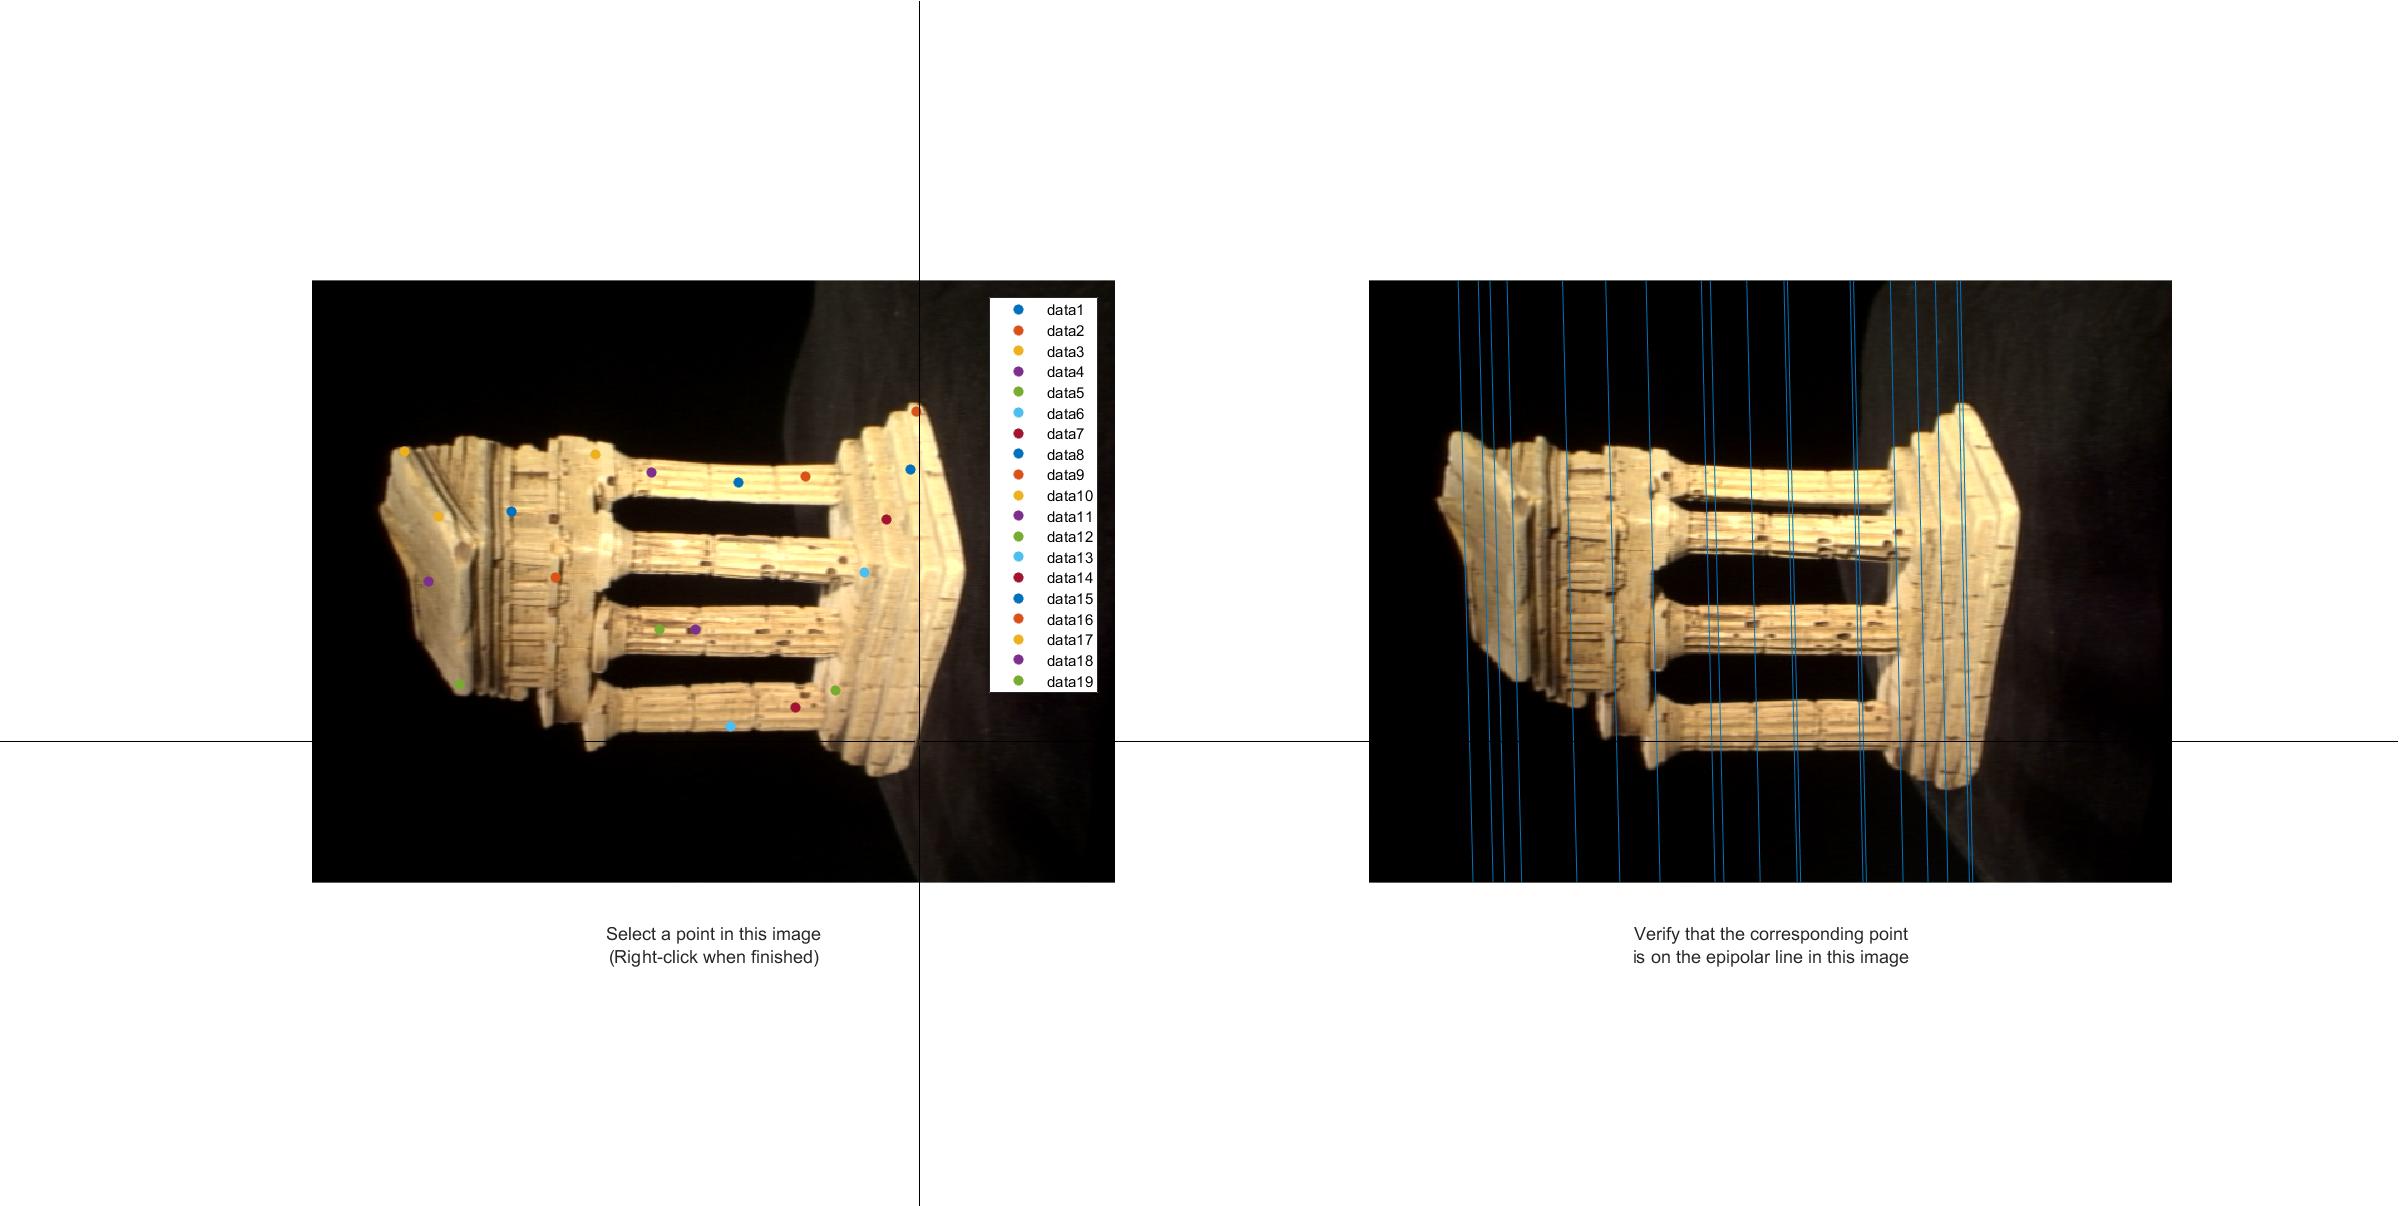 data1
data2
data3
data4
data5
data6
data7
data8
data9
data10
data11
data12
data13
data14
data15
data16
data17
data18
data19
Select a point in this image
(Right-click when finished)
Verify that the corresponding point
is on the epipolar line in this image